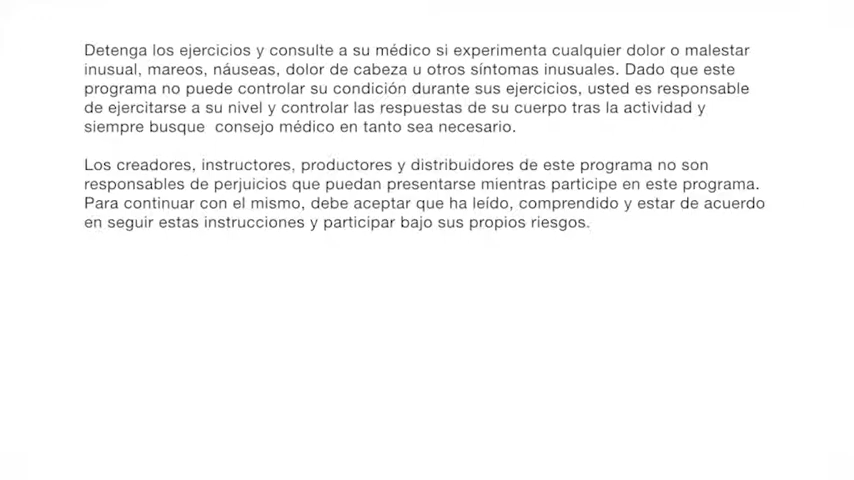 Detenga los ejercicios y consulte a su médico si experimenta cualquier dolor o malestar
inusual, mareos, náuseas, dolor de cabeza u otros síntomas inusuales. Dado que este
programa no puede controlar su condición durante sus ejercicios, usted es responsable
de ejercitarse a su nivel y controlar las respuestas de su cuerpo tras la actividad y
siempre busque  consejo médico en tanto sea necesario.
Los creadores, instructores, productores y distribuidores de este programa no son
responsables de perjuicios que puedan presentarse mientras participe en este programa.
Para continuar con el mismo, debe aceptar que ha leído, comprendido y estar de acuerdo
en seguir estas instrucciones y participar bajo sus propios riesgos.